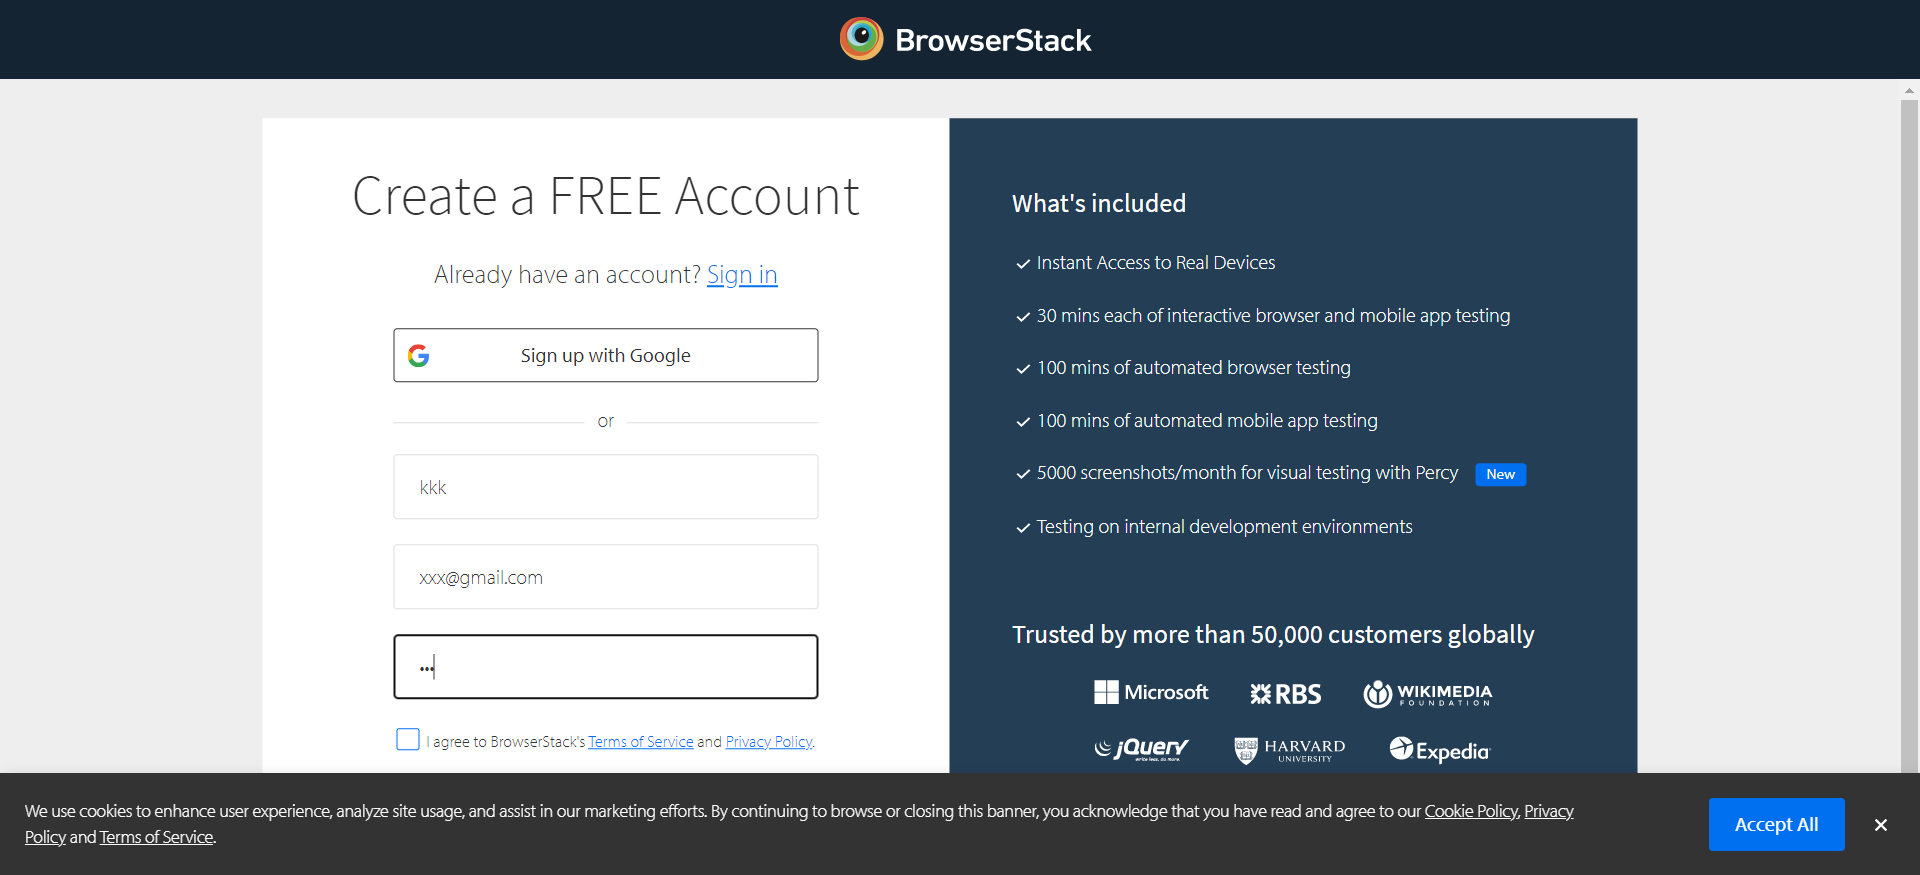 BrowserStack
Create a FREE Account
Already have an account? Sign in
Sign up with Google
or
kkk
xxx@gmail.com
•••
I agree to BrowserStack's Terms of Service and Privacy Policy.
What's included
Instant Access to Real Devices
30 mins each of interactive browser and mobile app testing
100 mins of automated browser testing
100 mins of automated mobile app testing
5000 screenshots/month for visual testing with Percy New
Testing on internal development environments
Trusted by more than 50,000 customers globally
Microsoft RBS WIKIMEDIA
FOUNDATION
jQuery HARVARD Expedia
write less, do more. UNIVERSITY
We use cookies to enhance user experience, analyze site usage, and assist in our marketing efforts. By continuing to browse or closing this banner, you acknowledge that you have read and agree to our Cookie Policy, Privacy
Policy and Terms of Service.
Accept All